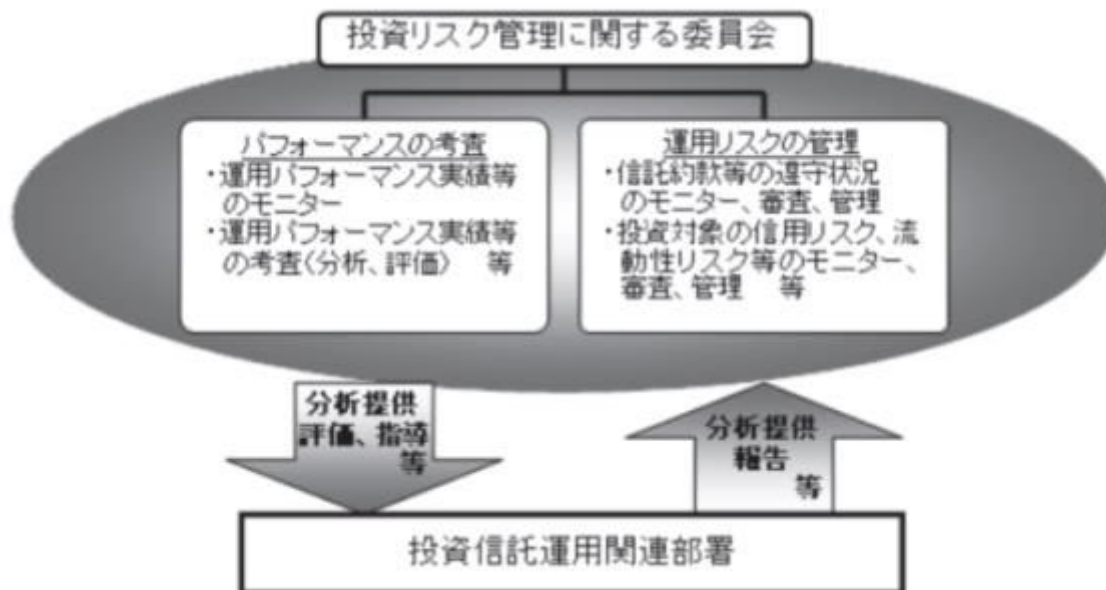 投資リスク管理に関する委員会
パフォーマンスの考査
・運用パフォーマンス実績等
のモニター
・運用パフォーマンス実績等
の考査(分析、評価) 等
運用リスクの管理
・信託約款等の遵守状況
のモニター、審査、管理
・投資対象の信用リスク、流
動性リスク等のモニター、
審査、管理 等
分析提供
評価、指導
等
分析提供
報告
等
投資信託運用関連部署